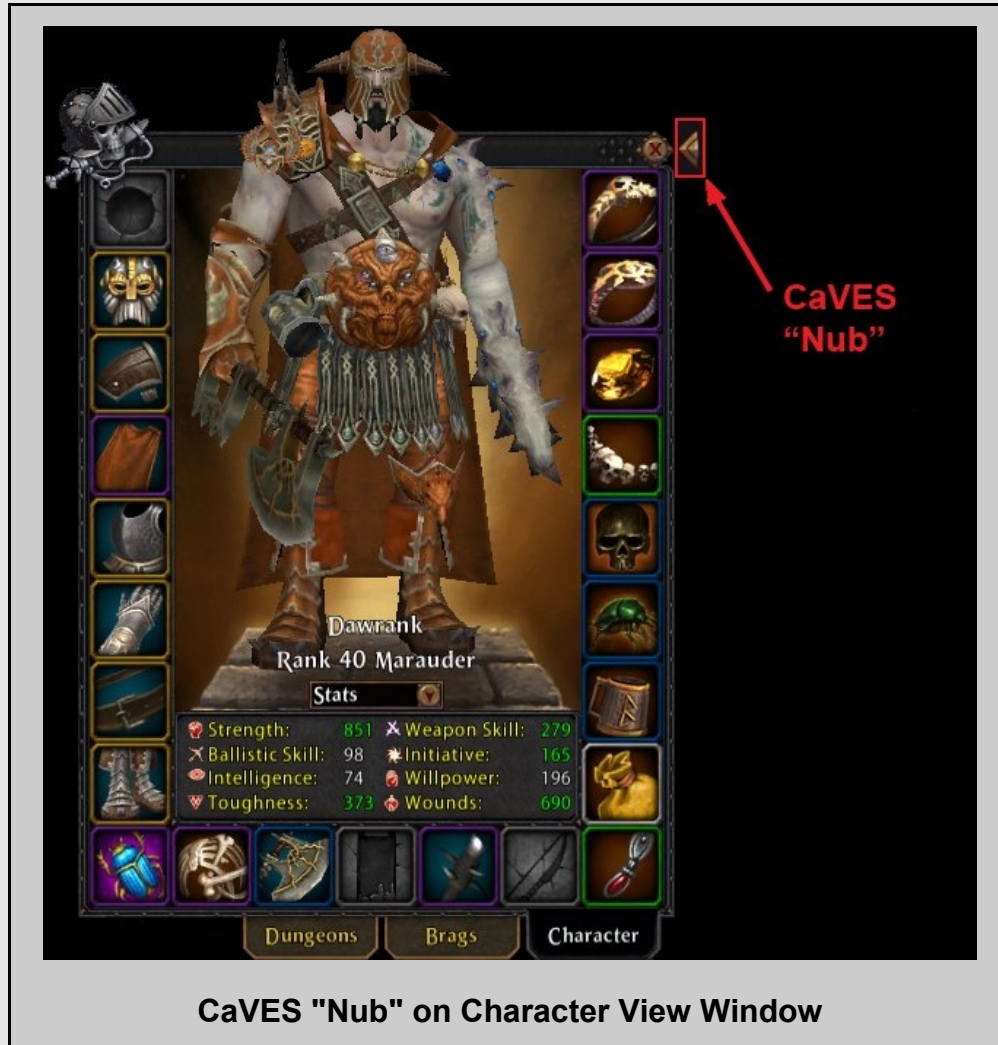 CaVES
“Nub”
Dawrank
Rank 40 Marauder
Stats
Strength: 851 Weapon Skill: 279
Ballistic Skill: 98 Initiative: 165
Intelligence: 74 Willpower: 196
Toughness: 373 Wounds: 690
Dungeons Brags Character
CaVES "Nub" on Character View Window